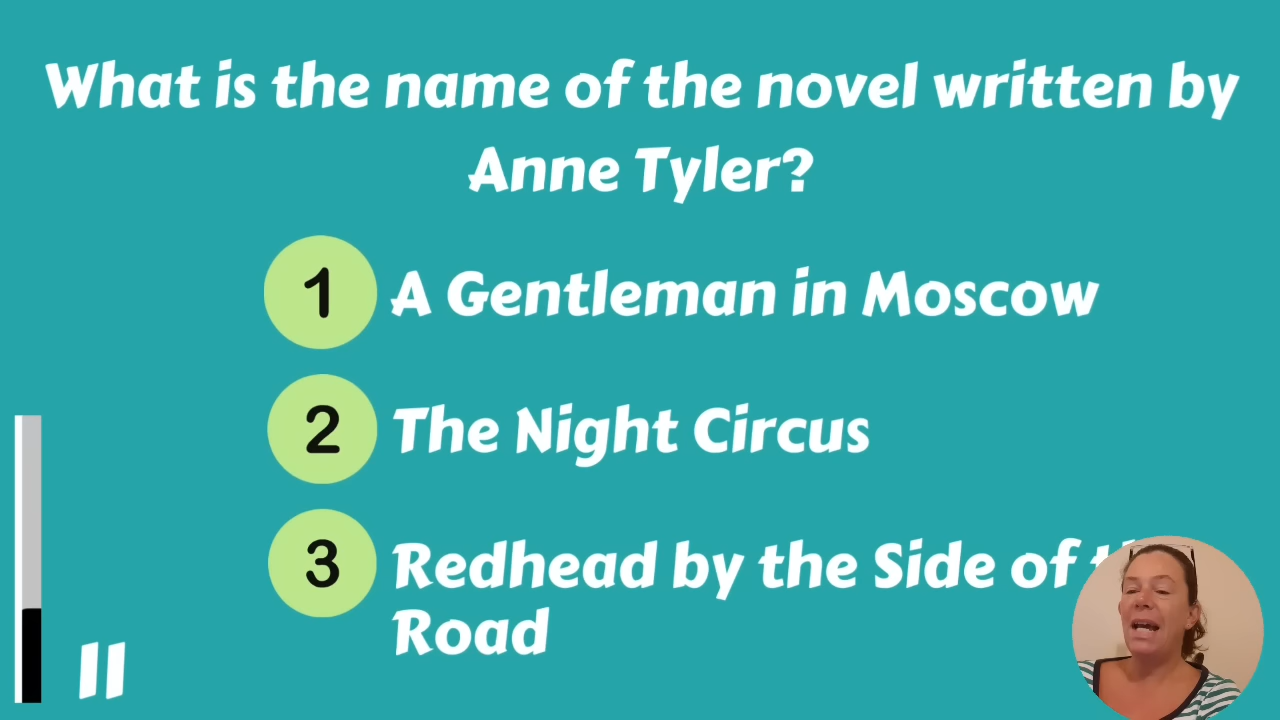 What is the name of the novel written by
Anne Tyler?
1 A Gentleman in Moscow
2 The Night Circus
3 Redhead by the Side of
Road
11